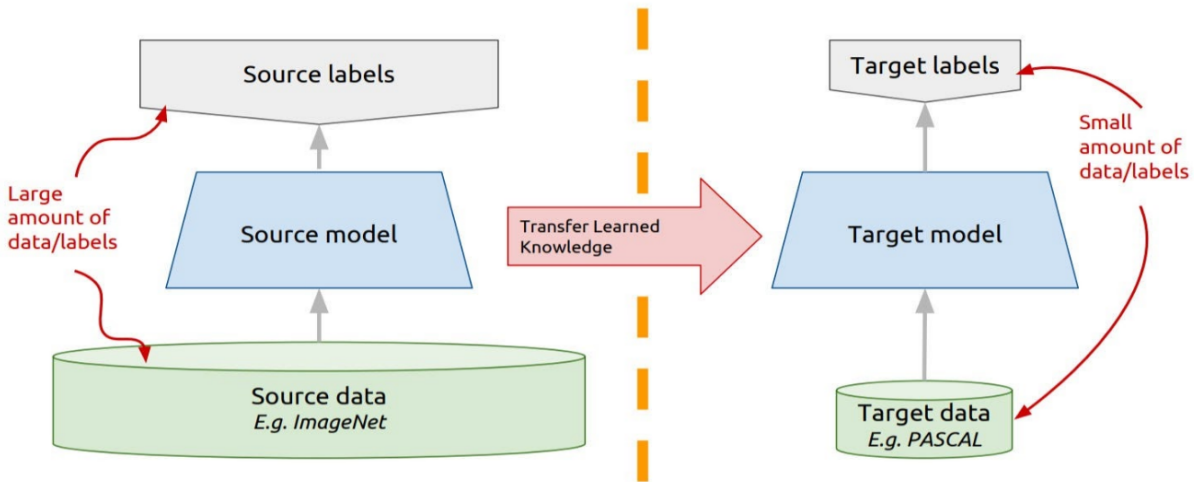 Source labels
Large
amount of
data/labels
Source model
Source data
E.g. ImageNet
Transfer Learned
Knowledge
Target labels
Small
amount of
data/labels
Target model
Target data
E.g. PASCAL